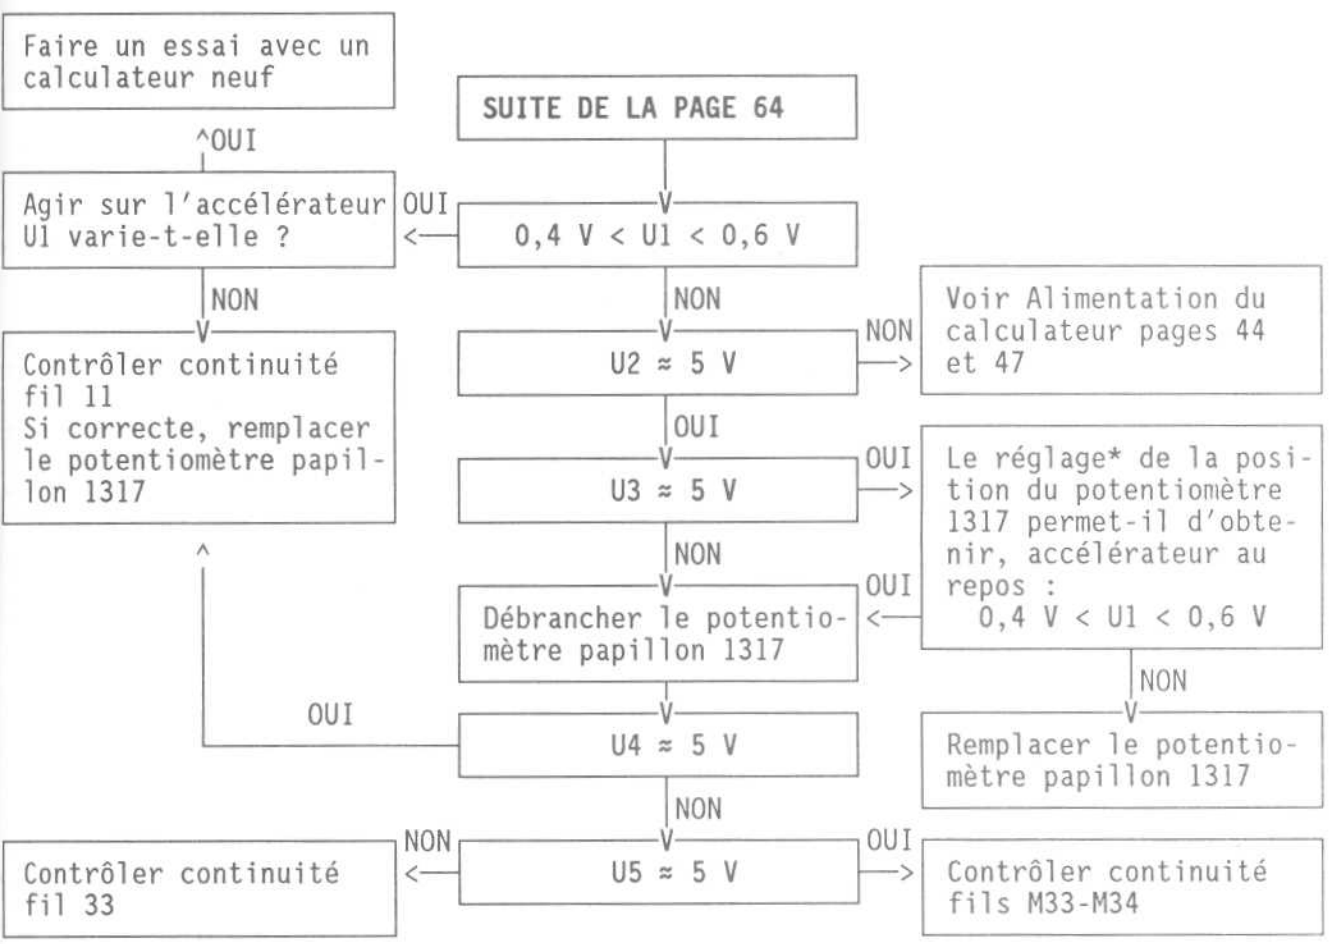 Faire un essai avec un
calculateur neuf
SUITE DE LA PAGE 64
^OUI
Agir sur l'accélérateur
U1 varie-t-elle ?
OUI
<
V
0,4 V < U1 < 0,6 V
NON
V
NON
V
Contrôler continuité
fil 11
Si correcte, remplacer
le potentiomètre papil-
lon 1317
U2 ≈ 5 V
NON
>
Voir Alimentation du
calculateur pages 44
et 47
OUI
V
U3 ≈ 5 V
OUI
>
Le réglage* de la posi-
tion du potentiomètre
1317 permet-il d'obte-
nir, accélérateur au
repos :
0,4 V < U1 < 0,6 V
NON
V
OUI
<
Débrancher le potentio-
mètre papillon 1317
NON
V
Remplacer le potentio-
mètre papillon 1317
^
OUI
V
U4 ≈ 5 V
NON
V
U5 ≈ 5 V
NON
<
Contrôler continuité
fil 33
OUI
>
Contrôler continuité
fils M33-M34